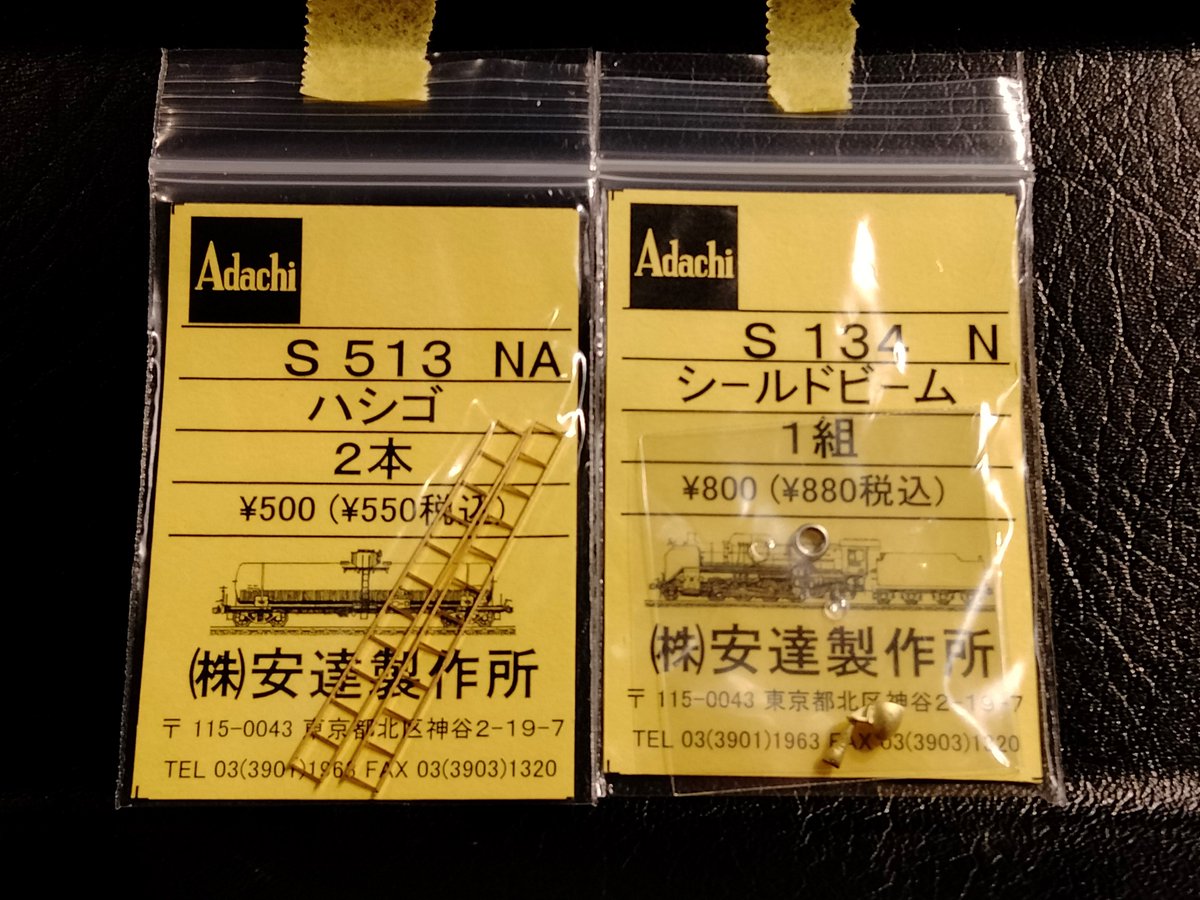 Adachi
S 513 NA
ハシゴ
2本
¥500 (¥550税込)
㈱安達製作所
〒115-0043 東京都北区神谷2-19-7
TEL 03(3901)1963 FAX 03(3903)1320
Adachi
S 134 N
シールドビーム
1組
¥800 (¥880税込)
㈱安達製作所
〒115-0043 東京都北区神谷2-19-7
TEL 03(3901)1963 FAX 03(3903)1320